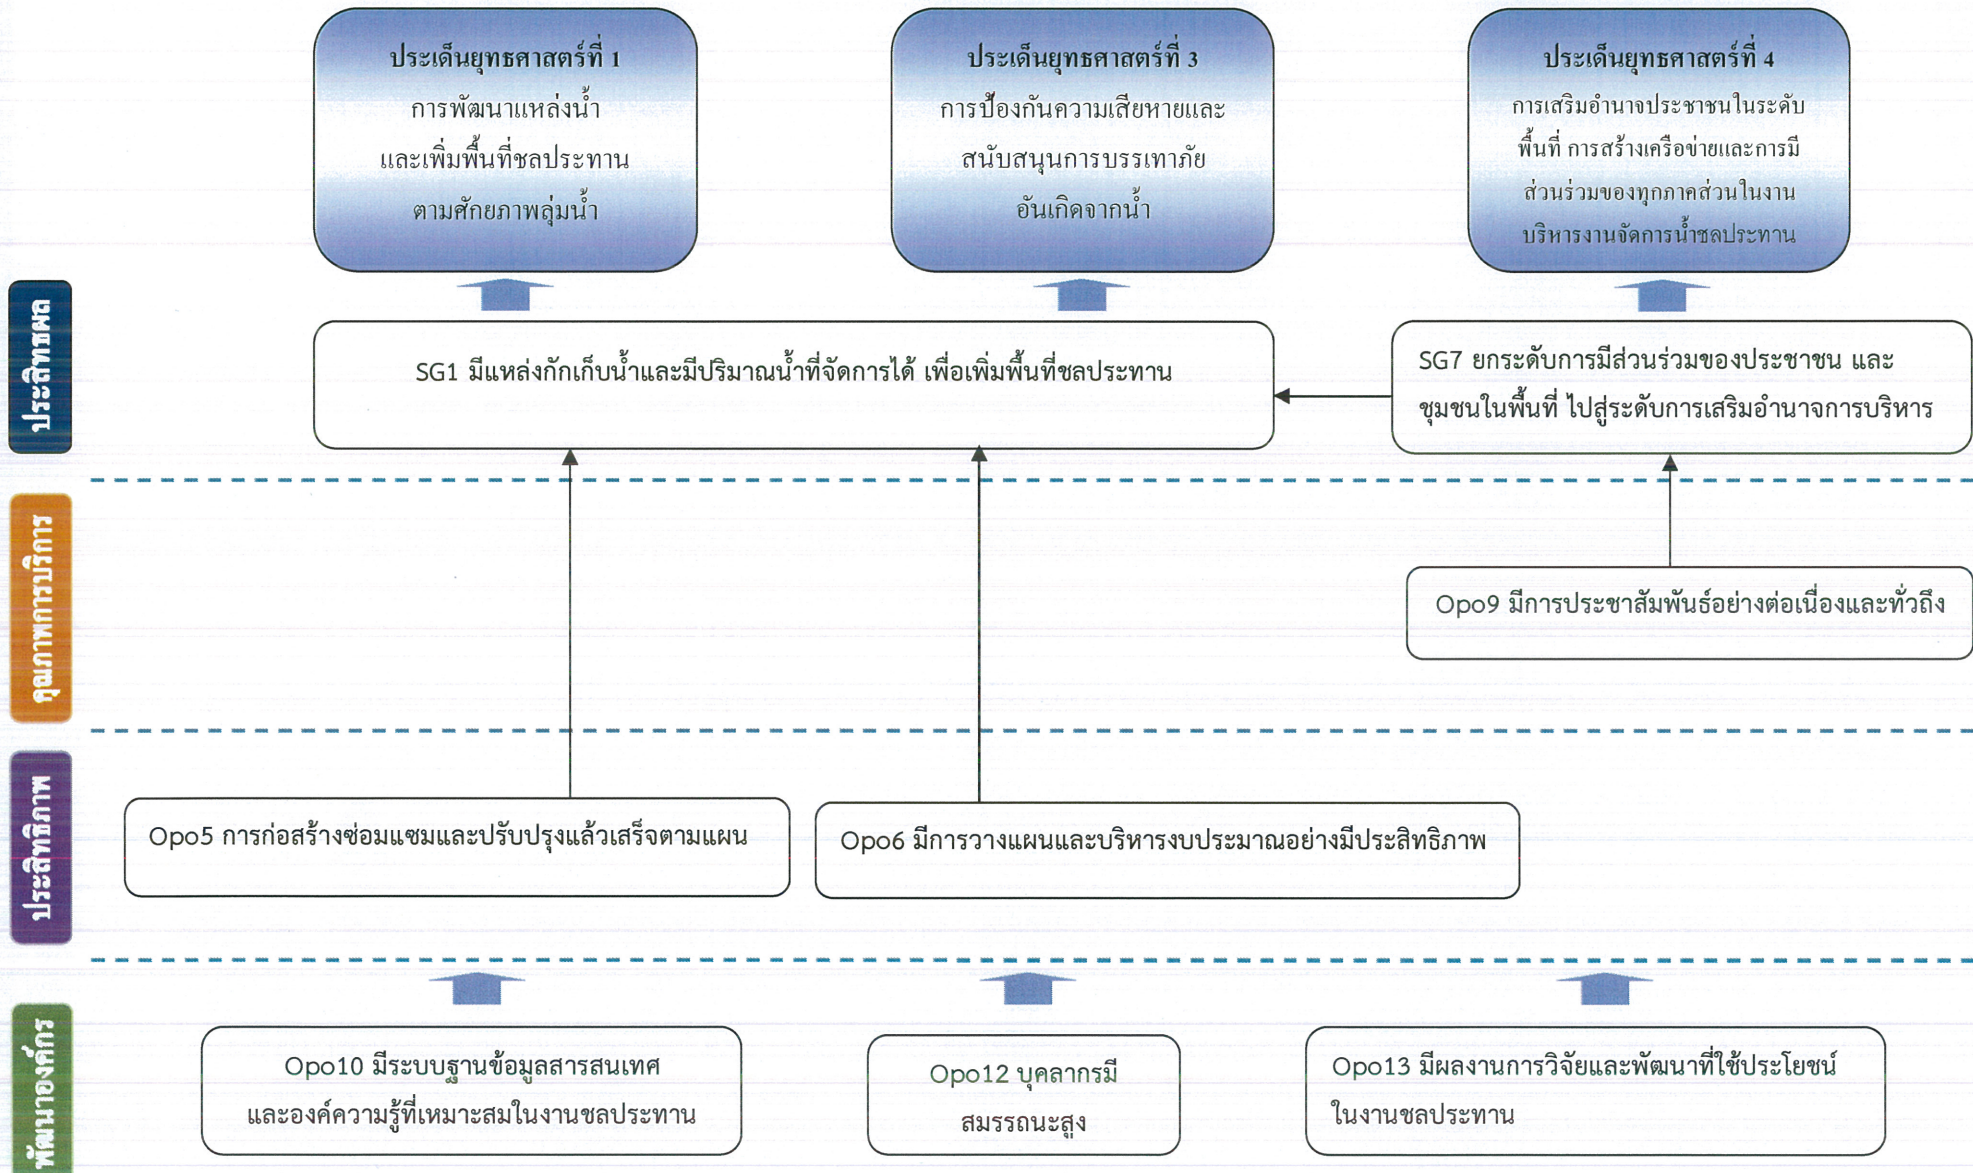 ประเด็นยุทธศาสตร์ที่ 1
การพัฒนาแหล่งน้ำ
และเพิ่มพื้นที่ชลประทาน
ตามศักยภาพลุ่มน้ำ
ประเด็นยุทธศาสตร์ที่ 3
การป้องกันความเสียหายและ
สนับสนุนการบรรเทาภัย
อันเกิดจากน้ำ
ประเด็นยุทธศาสตร์ที่ 4
การเสริมอำนาจประชาชนในระดับ
พื้นที่ การสร้างเครือข่ายและการมี
ส่วนร่วมของทุกภาคส่วนในงาน
บริหารงานจัดการน้ำชลประทาน
ประสิทธิผล
SG1 มีแหล่งกักเก็บน้ำและมีปริมาณน้ำที่จัดการได้ เพื่อเพิ่มพื้นที่ชลประทาน
SG7 ยกระดับการมีส่วนร่วมของประชาชน และ
ชุมชนในพื้นที่ ไปสู่ระดับการเสริมอำนาจการบริหาร
คุณภาพการบริการ
Opo9 มีการประชาสัมพันธ์อย่างต่อเนื่องและทั่วถึง
ประสิทธิภาพ
Opo5 การก่อสร้างซ่อมแซมและปรับปรุงแล้วเสร็จตามแผน
Opo6 มีการวางแผนและบริหารงบประมาณอย่างมีประสิทธิภาพ
พัฒนาองค์กร
Opo10 มีระบบฐานข้อมูลสารสนเทศ
และองค์ความรู้ที่เหมาะสมในงานชลประทาน
Opo12 บุคลากรมี
สมรรถนะสูง
Opo13 มีผลงานการวิจัยและพัฒนาที่ใช้ประโยชน์
ในงานชลประทาน